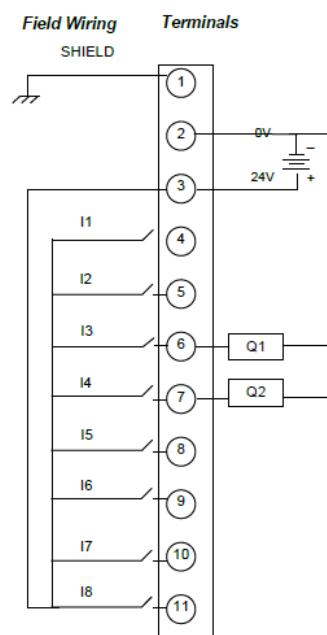 Field Wiring Terminals
SHIELD
1
2 0V –
3 24V +
I1 4
I2 5
I3 6 Q1
I4 7 Q2
I5 8
I6 9
I7 10
I8 11